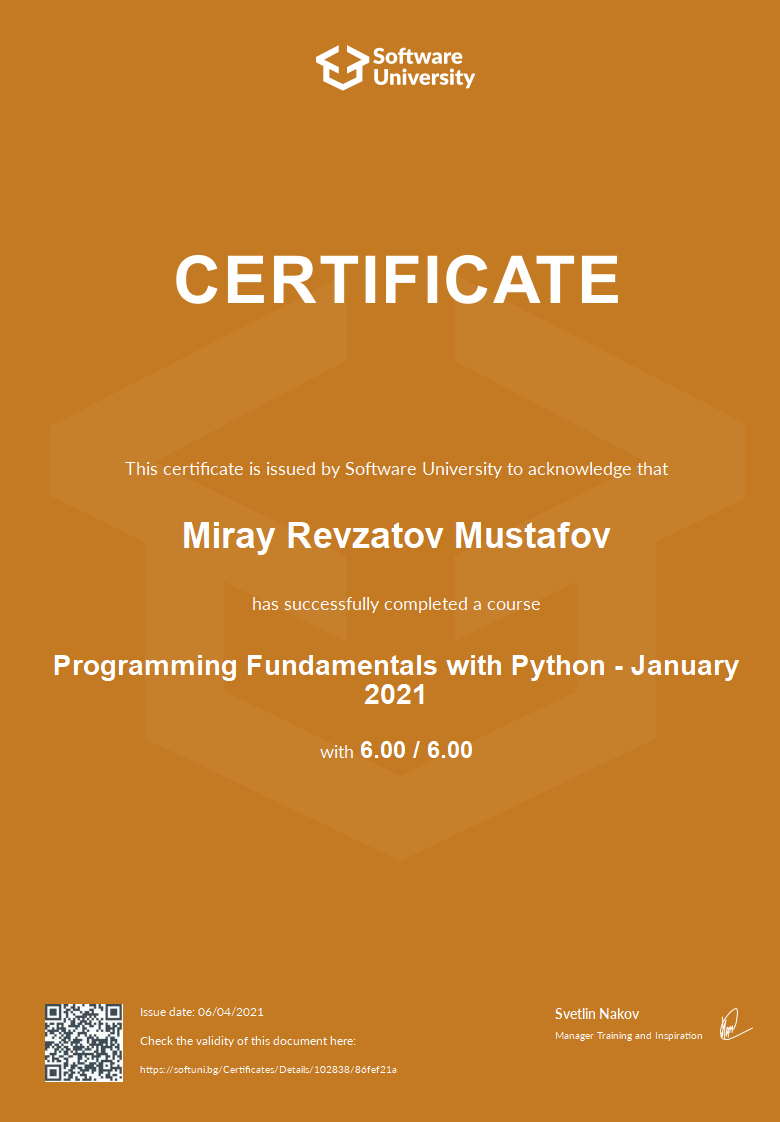 Software
University
CERTIFICATE
This certificate is issued by Software University to acknowledge that
Miray Revzatov Mustafov
has successfully completed a course
Programming Fundamentals with Python - January
2021
with 6.00 / 6.00
Issue date: 06/04/2021
Check the validity of this document here:
https://softuni.bg/Certificates/Details/102838/86fef21a
Svetlin Nakov
Manager Training and Inspiration